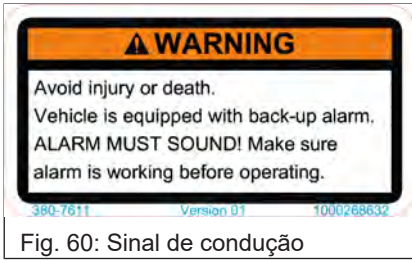 WARNING
Avoid injury or death.
Vehicle is equipped with back-up alarm.
ALARM MUST SOUND! Make sure
alarm is working before operating.
380-7611 Version 01 1000268632
Fig. 60: Sinal de condução